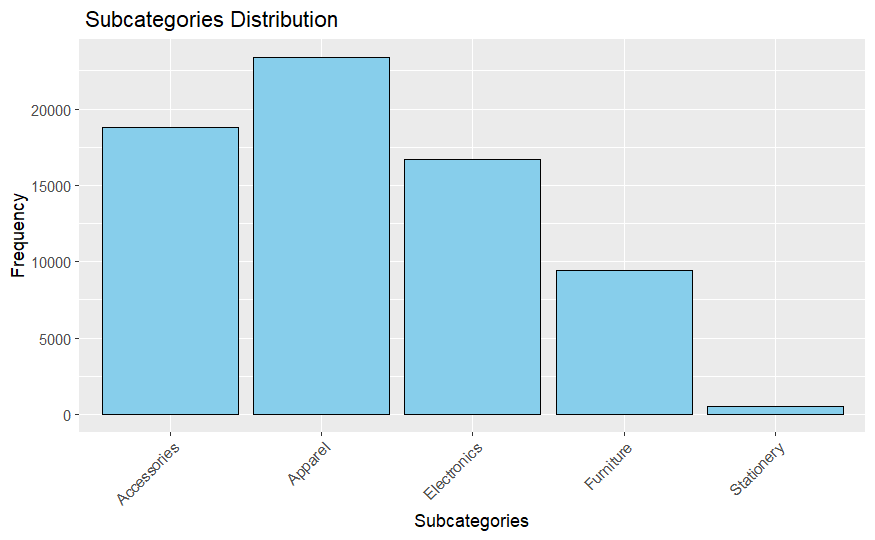 Subcategories Distribution
Frequency
20000
15000
10000
5000
0
Accessories
Apparel
Electronics
Furniture
Stationery
Subcategories